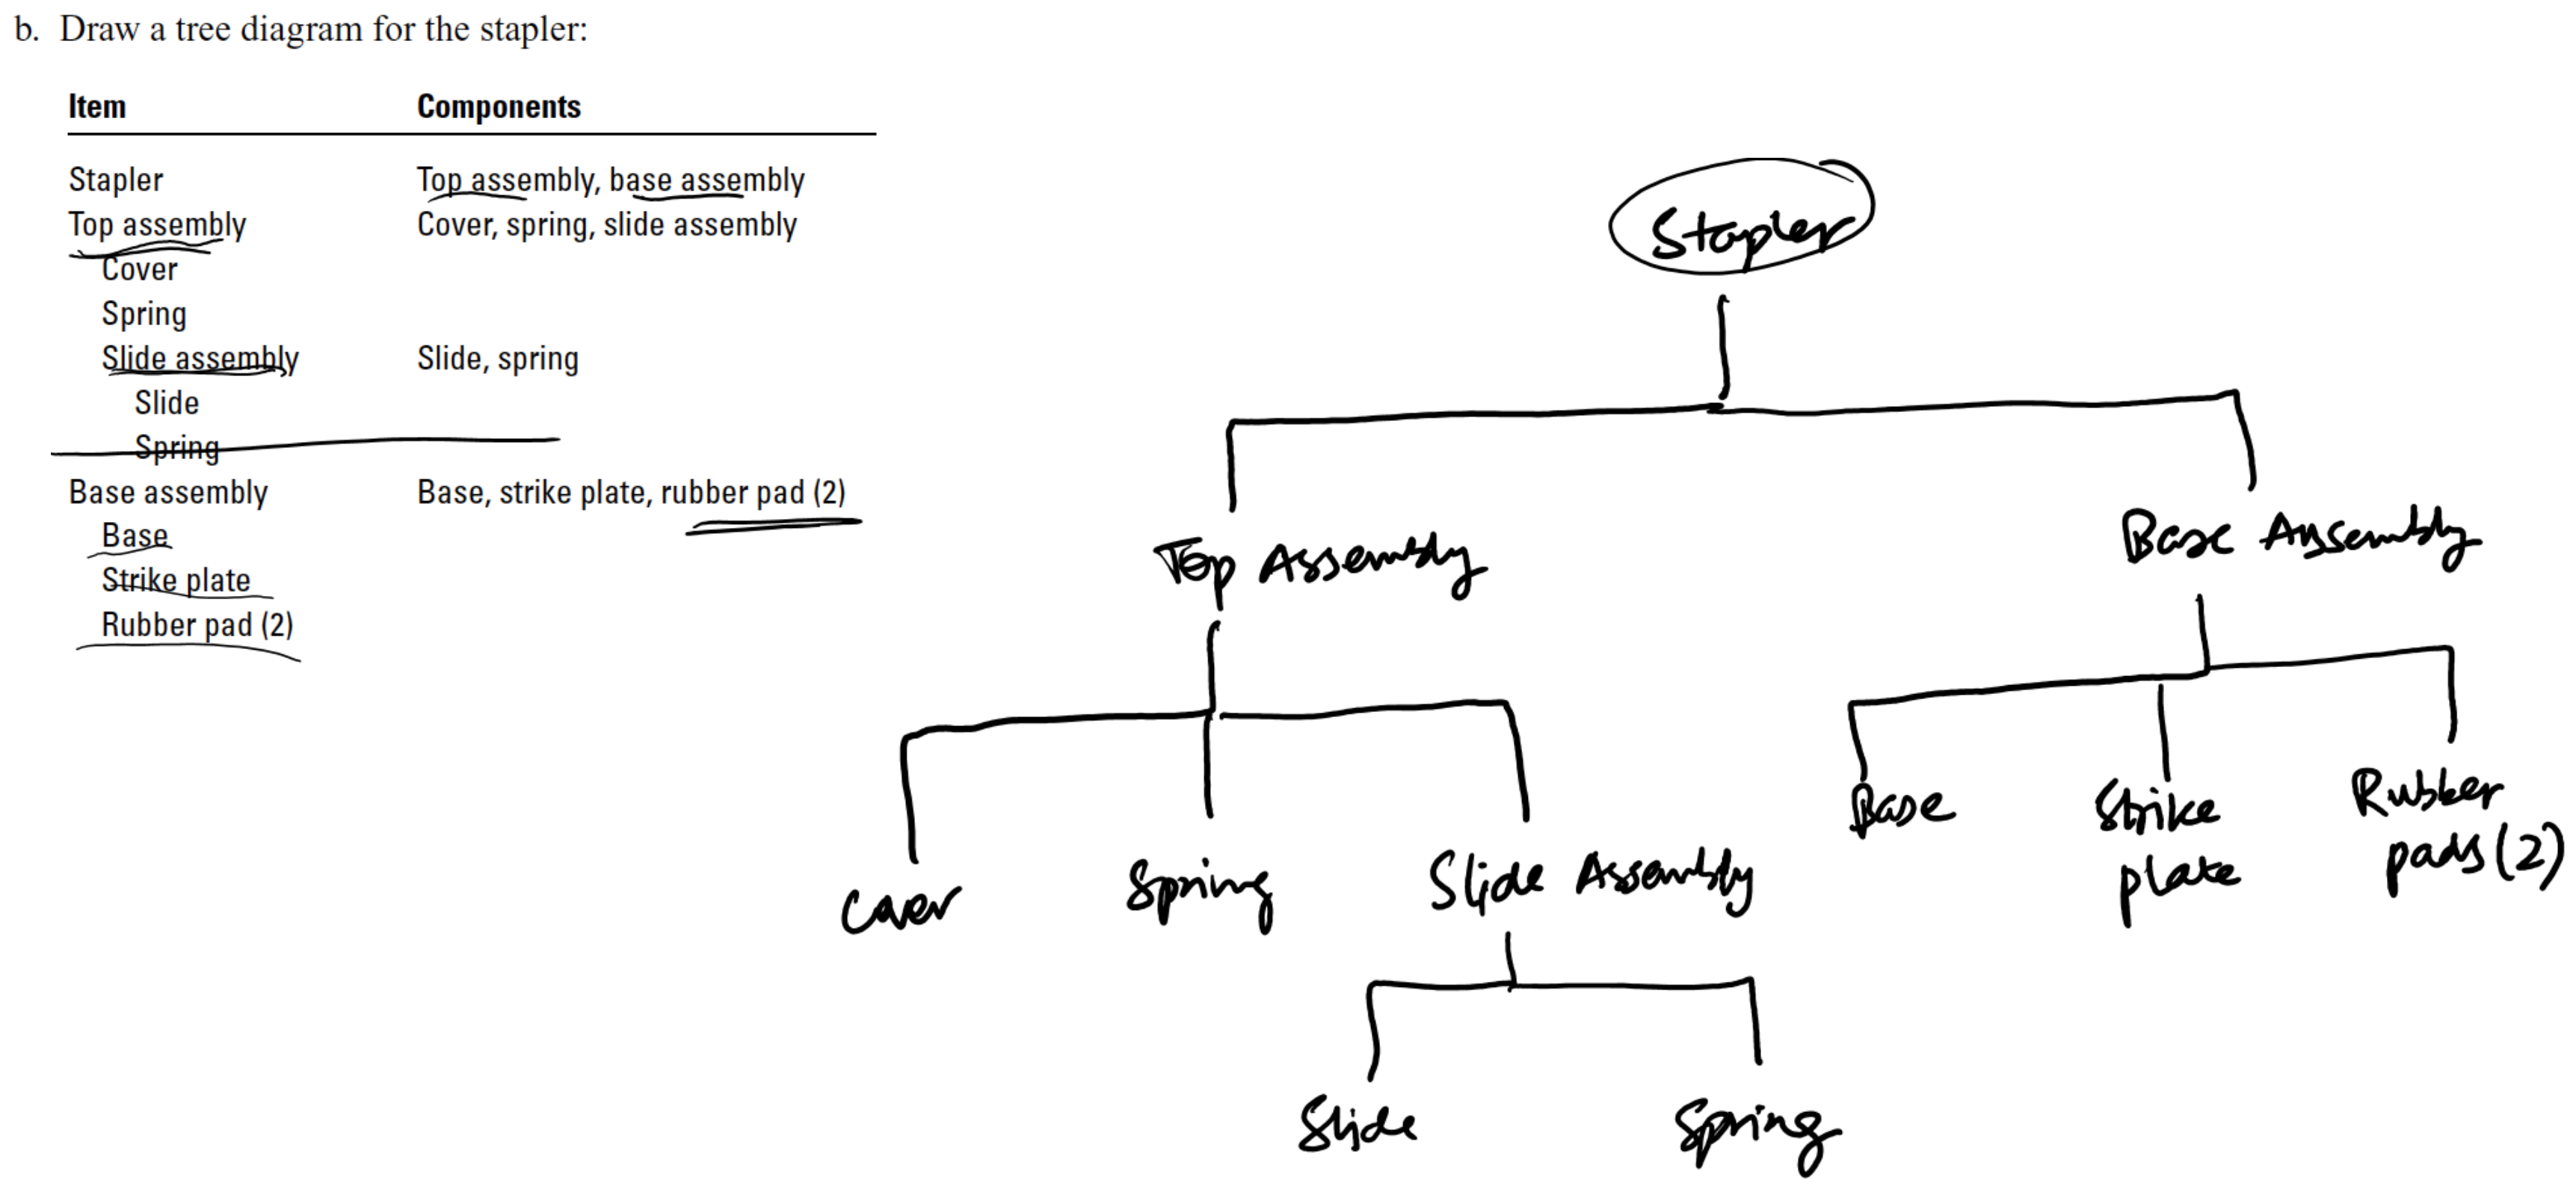 b. Draw a tree diagram for the stapler:
Item Components
Stapler Top assembly, base assembly
Top assembly Cover, spring, slide assembly
Cover
Spring
Slide assembly Slide, spring
Slide
Spring
Base assembly Base, strike plate, rubber pad (2)
Base
Strike plate
Rubber pad (2)
Stapler
Top Assembly
Base Assembly
Cover
Spring
Slide Assembly
Base
Strike
plate
Rubber
pads (2)
Slide
Spring